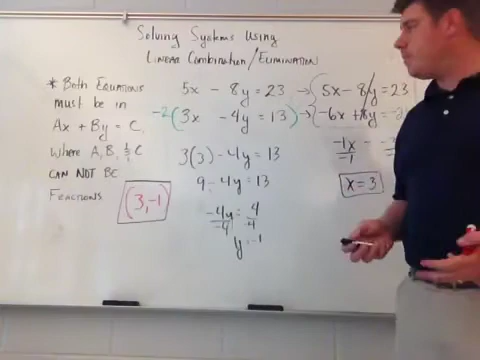 Solving Systems Using
Linear Combination/Elimination
* Both Equations
must be in
Ax + By = C,
where A, B, & C
CAN NOT BE
Fractions
5x - 8y = 23 → 5x - 8y = 23
-2(3x - 4y = 13) → -6x + 8y = -2
3(3) - 4y = 13
9 - 4y = 13
-4y = 4
-4 -4
y = -1
-1x
-1
x = 3
(3, -1)